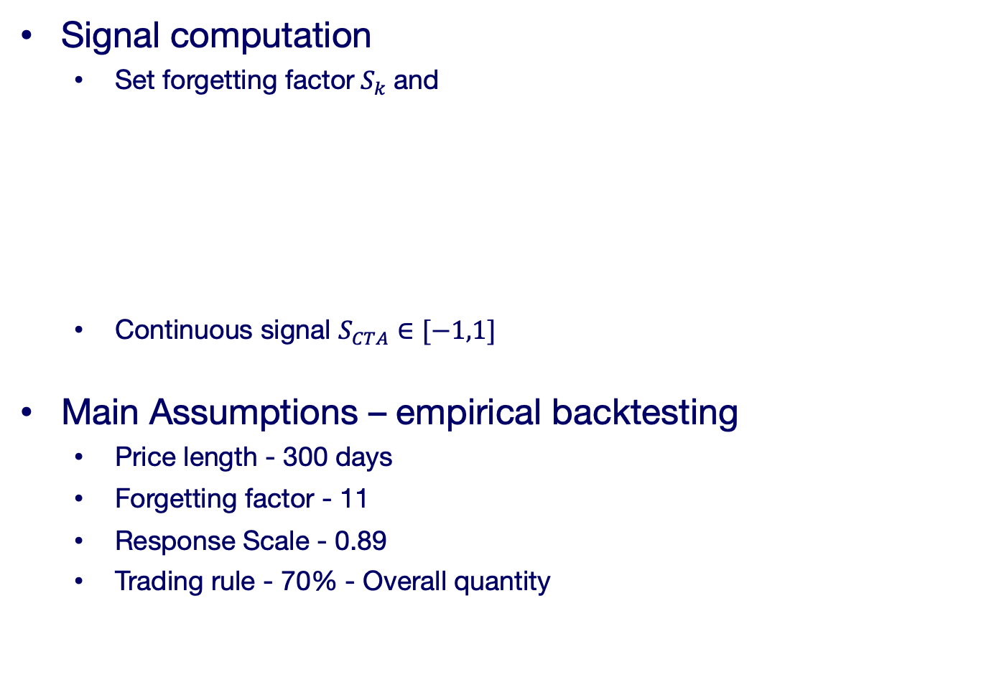 • Signal computation
• Set forgetting factor $S_k$ and
• Continuous signal $S_{CTA} \in [-1,1]$
• Main Assumptions – empirical backtesting
• Price length - 300 days
• Forgetting factor - 11
• Response Scale - 0.89
• Trading rule - 70% - Overall quantity